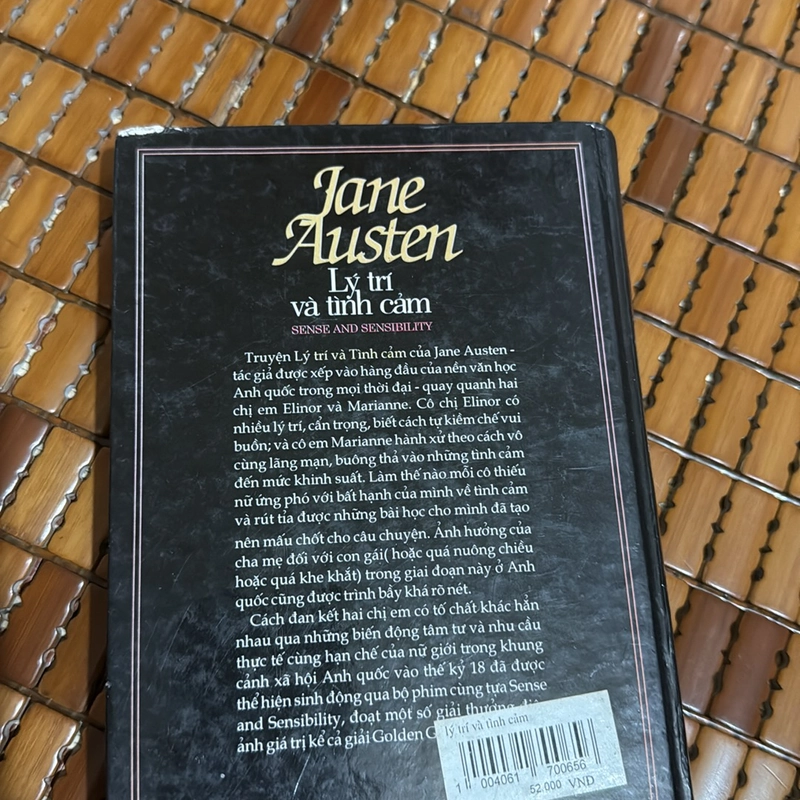 Jane
Austen
Lý trí
và tình cảm
SENSE AND SENSIBILITY
Truyện Lý trí và Tình cảm của Jane Austen -
tác giả được xếp vào hàng đầu của nền văn học
Anh quốc trong mọi thời đại - quay quanh hai
chị em Elinor và Marianne. Cô chị Elinor có
nhiều lý trí, cẩn trọng, biết cách tự kiềm chế vui
buồn; và cô em Marianne hành xử theo cách vô
cùng lãng mạn, buông thả vào những tình cảm
đến mức khinh suất. Làm thế nào mỗi cô thiếu
nữ ứng phó với bất hạnh của mình về tình cảm
và rút tỉa được những bài học cho mình đã tạo
nên mấu chốt cho câu chuyện. Ảnh hưởng của
cha mẹ đối với con gái( hoặc quá nuông chiều
hoặc quá khe khắt) trong giai đoạn này ở Anh
quốc cũng được trình bầy khá rõ nét.
Cách đan kết hai chị em có tố chất khác hẳn
nhau qua những biến động tâm tư và nhu cầu
thực tế cùng hạn chế của nữ giới trong khung
cảnh xã hội Anh quốc vào thế kỷ 18 đã được
thể hiện sinh động qua bộ phim cùng tựa Sense
and Sensibility, đoạt một số giải thưởng
ảnh giá trị kể cả giải Golden
lý trí và tình cảm
1 004061 700656
52.000 VND